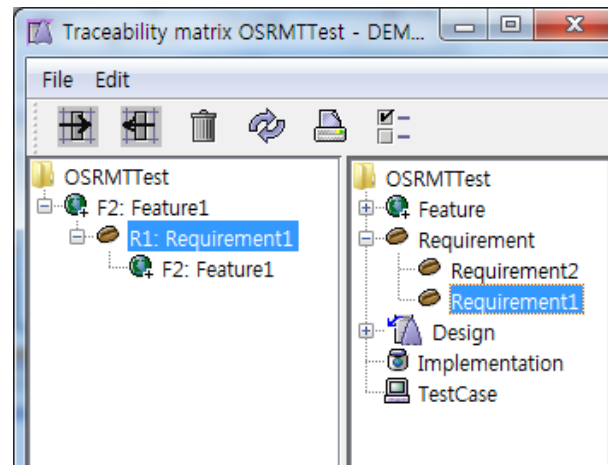 Traceability matrix OSRMTTest - DEM...
File Edit
OSRMTTest
F2: Feature1
R1: Requirement1
F2: Feature1
OSRMTTest
Feature
Requirement
Requirement2
Requirement1
Design
Implementation
TestCase